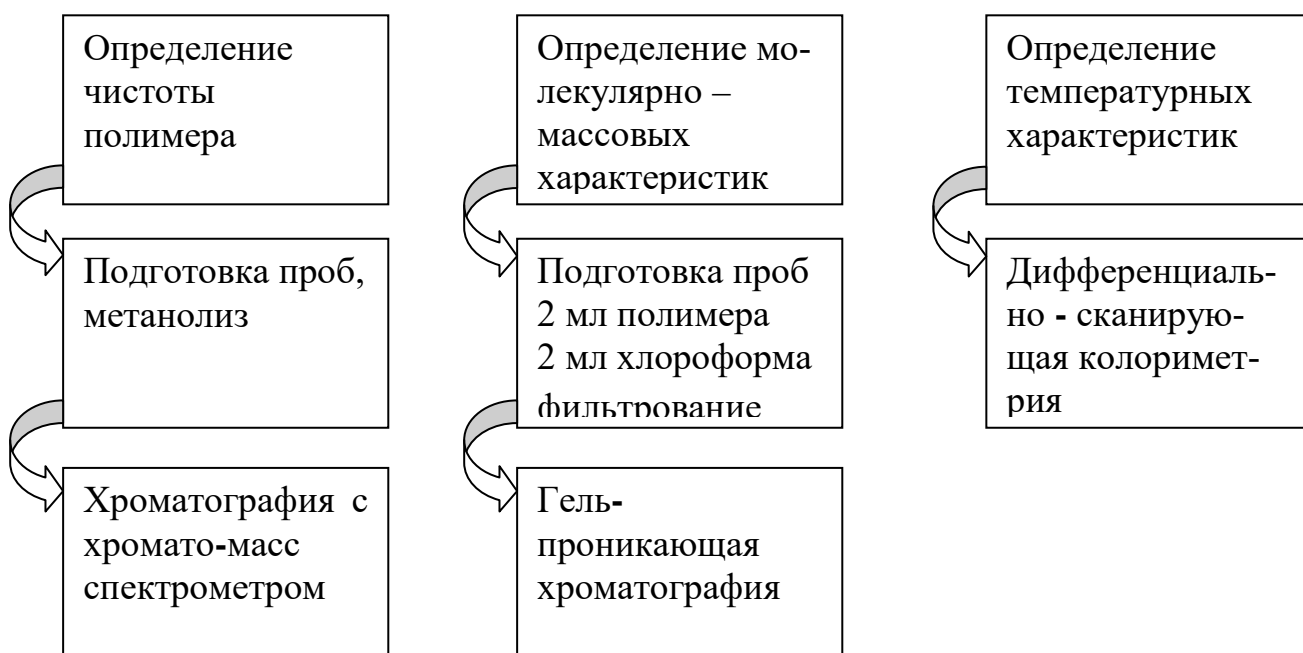 Определение
чистоты
полимера
Подготовка проб,
метанолиз
Хроматография с
хромато-масс
спектрометром
Определение мо-
лекулярно –
массовых
характеристик
Подготовка проб
2 мл полимера
2 мл хлороформа
фильтрование
Гель-
проникающая
хроматография
Определение
температурных
характеристик
Дифференциаль-
но - сканирую-
щая колоримет-
рия